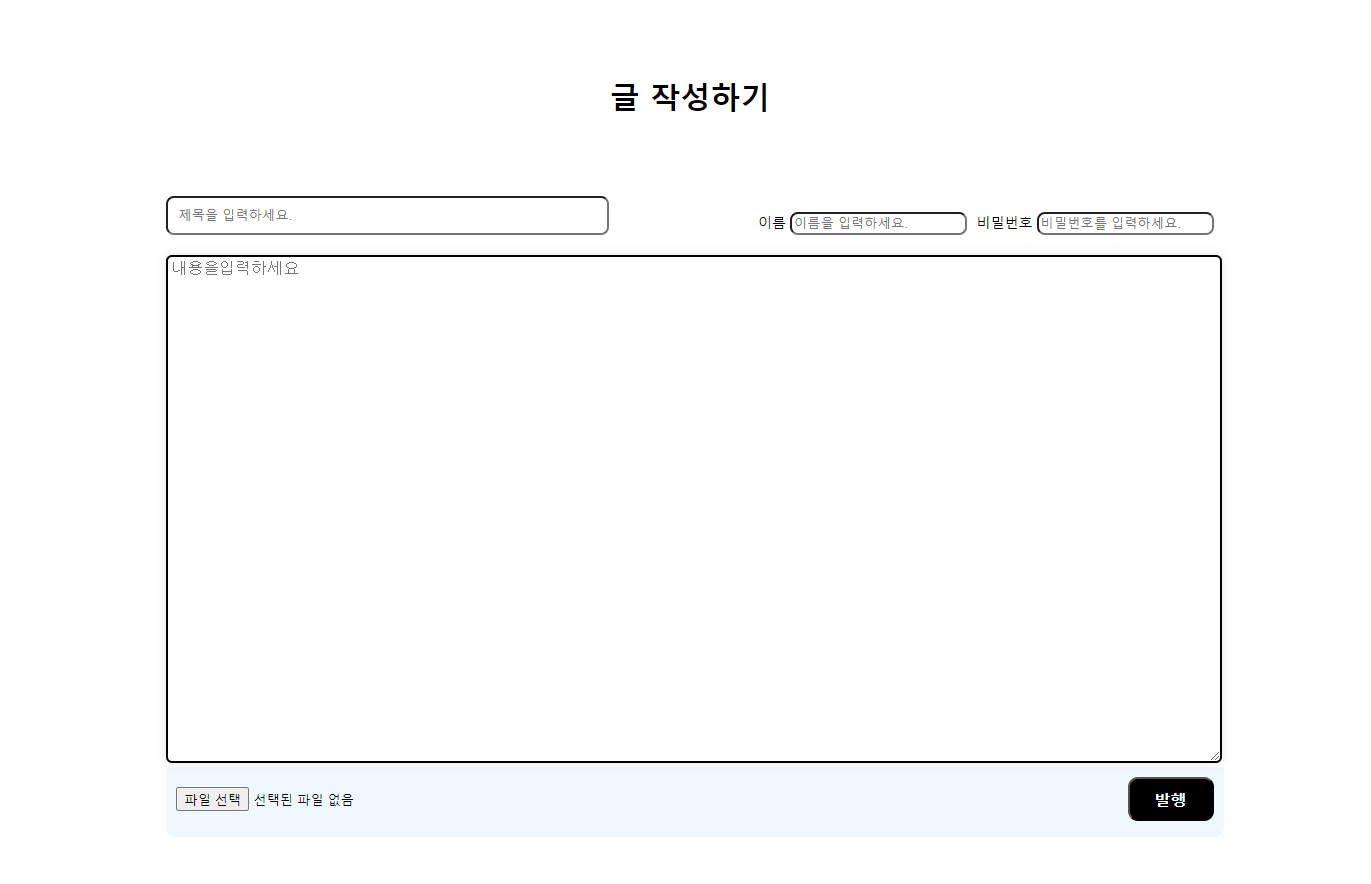 글 작성하기
제목을 입력하세요.
이름 이름을 입력하세요. 비밀번호 비밀번호를 입력하세요.
내용을입력하세요
파일 선택 선택된 파일 없음 발행